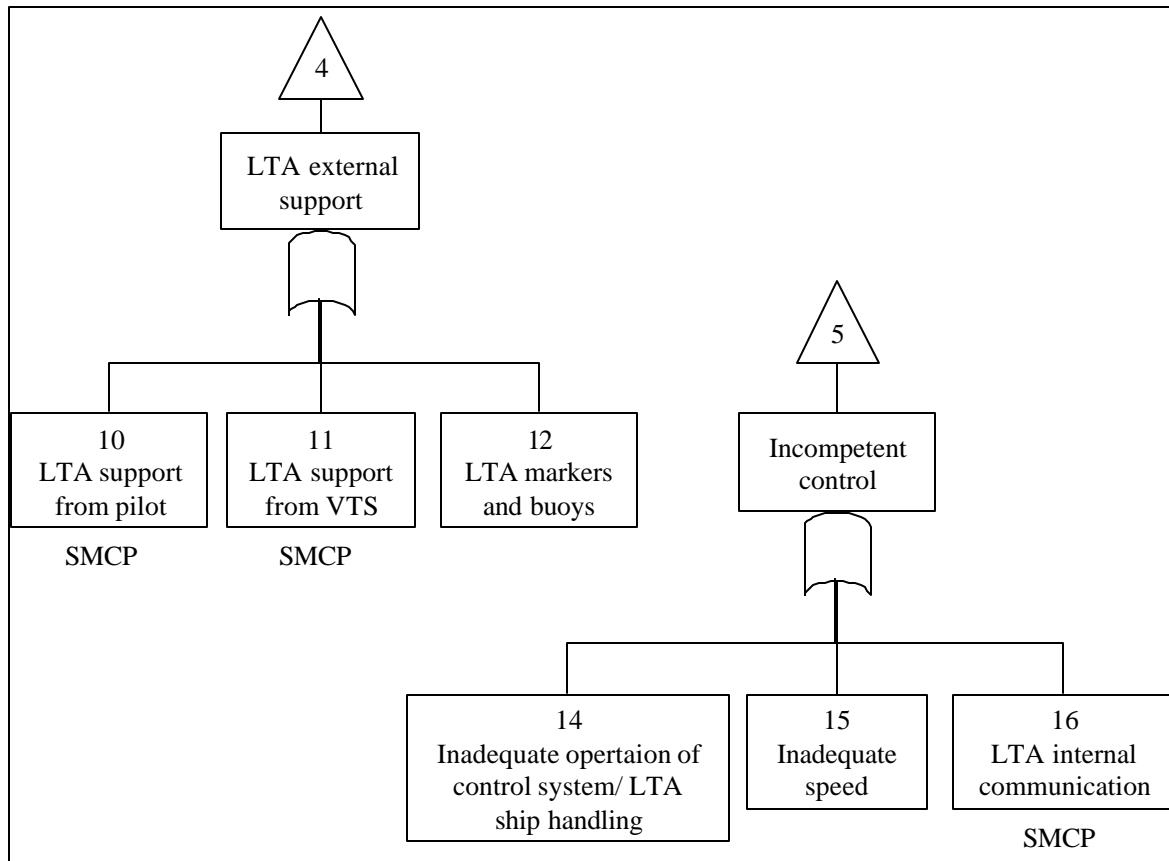 4
LTA external
support
10
LTA support
from pilot
SMCP
11
LTA support
from VTS
SMCP
12
LTA markers
and buoys
5
Incompetent
control
14
Inadequate opertaion of
control system/ LTA
ship handling
15
Inadequate
speed
16
LTA internal
communication
SMCP